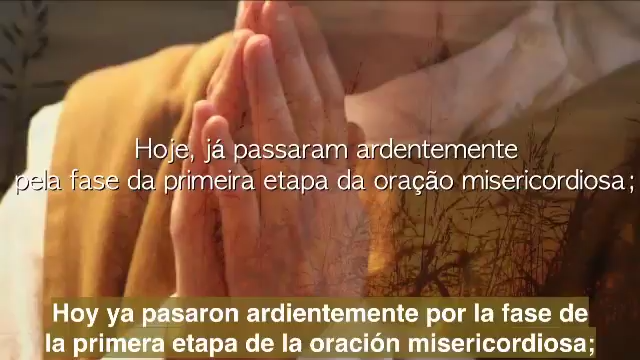 Hoje, já passaram ardentemente
pela fase da primeira etapa da oração misericordiosa;
Hoy ya pasaron ardientemente por la fase de
la primera etapa de la oración misericordiosa;